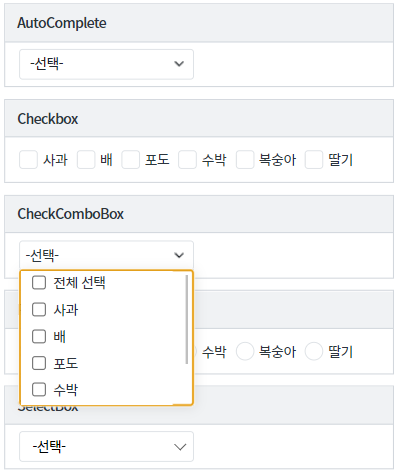 AutoComplete
-선택-
Checkbox
사과 배 포도 수박 복숭아 딸기
CheckComboBox
-선택-
전체 선택
사과
배
포도
수박
수박 복숭아 딸기
SelectBox
-선택-